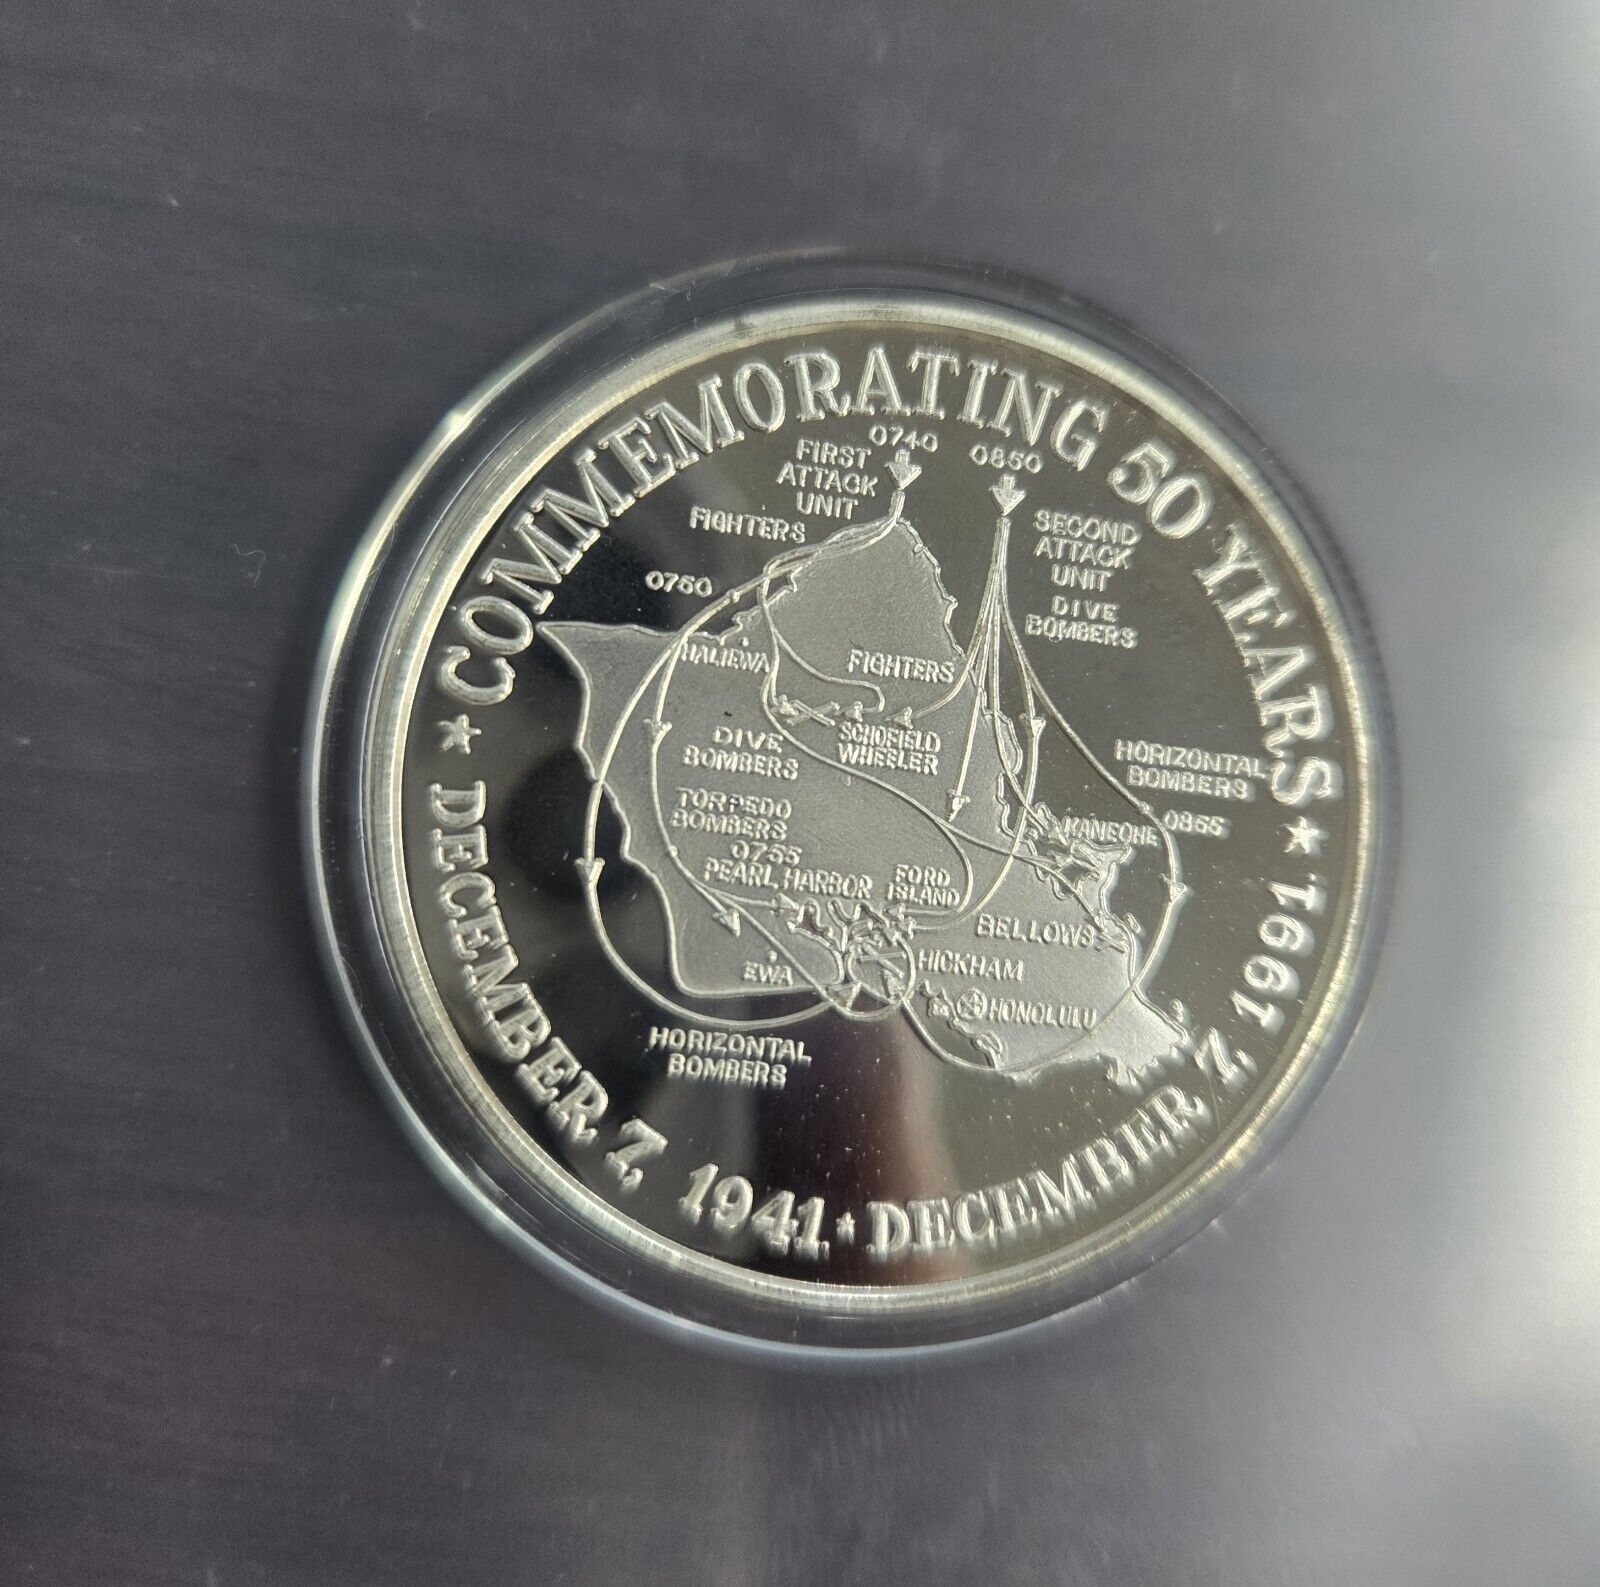 COMMEMORATING 50 YEARS
★ DECEMBER 7, 1941 ★ DECEMBER 7, 1991 ★
0740
0850
FIRST
ATTACK
UNIT
FIGHTERS
0750
SECOND
ATTACK
UNIT
DIVE
BOMBERS
HALIEWA
FIGHTERS
SCHOFIELD
WHEELER
DIVE
BOMBERS
HORIZONTAL
BOMBERS
0855
KANEOHE
TORPEDO
BOMBERS
0755
PEARL HARBOR
FORD
ISLAND
BELLOWS
EWA
HICKHAM
HONOLULU
HORIZONTAL
BOMBERS